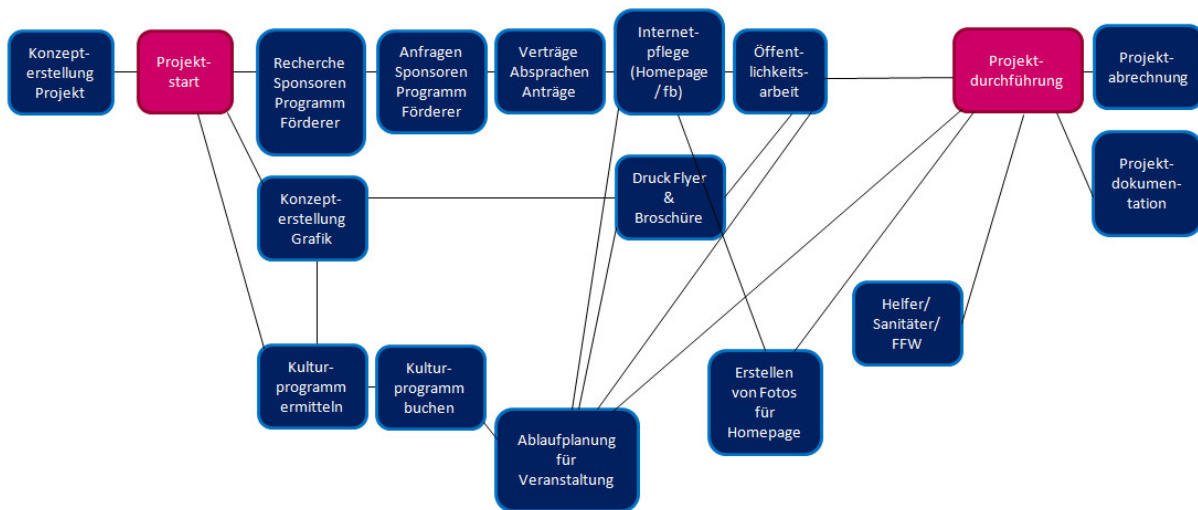 Konzept-
erstellung
Projekt
Projekt-
start
Recherche
Sponsoren
Programm
Förderer
Anfragen
Sponsoren
Programm
Förderer
Verträge
Absprachen
Anträge
Internet-
pflege
(Homepage
/ fb)
Öffent-
lichkeits-
arbeit
Projekt-
durchführung
Projekt-
abrechnung
Konzept-
erstellung
Grafik
Druck Flyer
&
Broschüre
Projekt-
dokumen-
tation
Helfer/
Sanitäter/
FFW
Kultur-
programm
ermitteln
Kultur-
programm
buchen
Ablaufplanung
für
Veranstaltung
Erstellen
von Fotos
für
Homepage